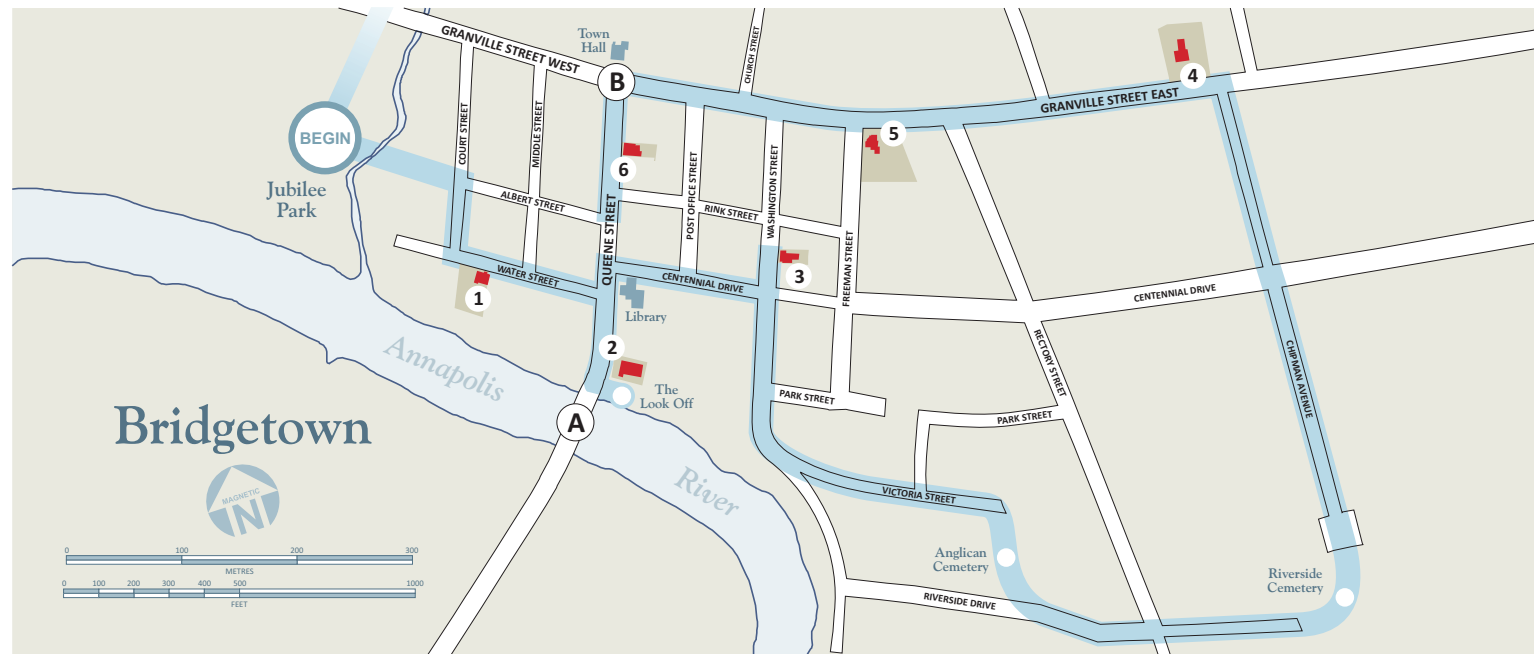 GRANVILLE STREET WEST
Town
Hall
B
CHURCH STREET
4
GRANVILLE STREET EAST
BEGIN
Jubilee
Park
COURT STREET
MIDDLE STREET
6
POST OFFICE STREET
WASHINGTON STREET
5
ALBERT STREET
RINK STREET
QUEENE STREET
FREEMAN STREET
WATER STREET
1
CENTENNIAL DRIVE
3
CENTENNIAL DRIVE
Library
2
The
Look Off
A
RECTORY STREET
CHIPMAN AVENUE
PARK STREET
PARK STREET
Annapolis
River
Bridgetown
MAGNETIC
N
VICTORIA STREET
Anglican
Cemetery
Riverside
Cemetery
RIVERSIDE DRIVE
0 100 200 300
METRES
0 100 200 300 400 500 1000
FEET